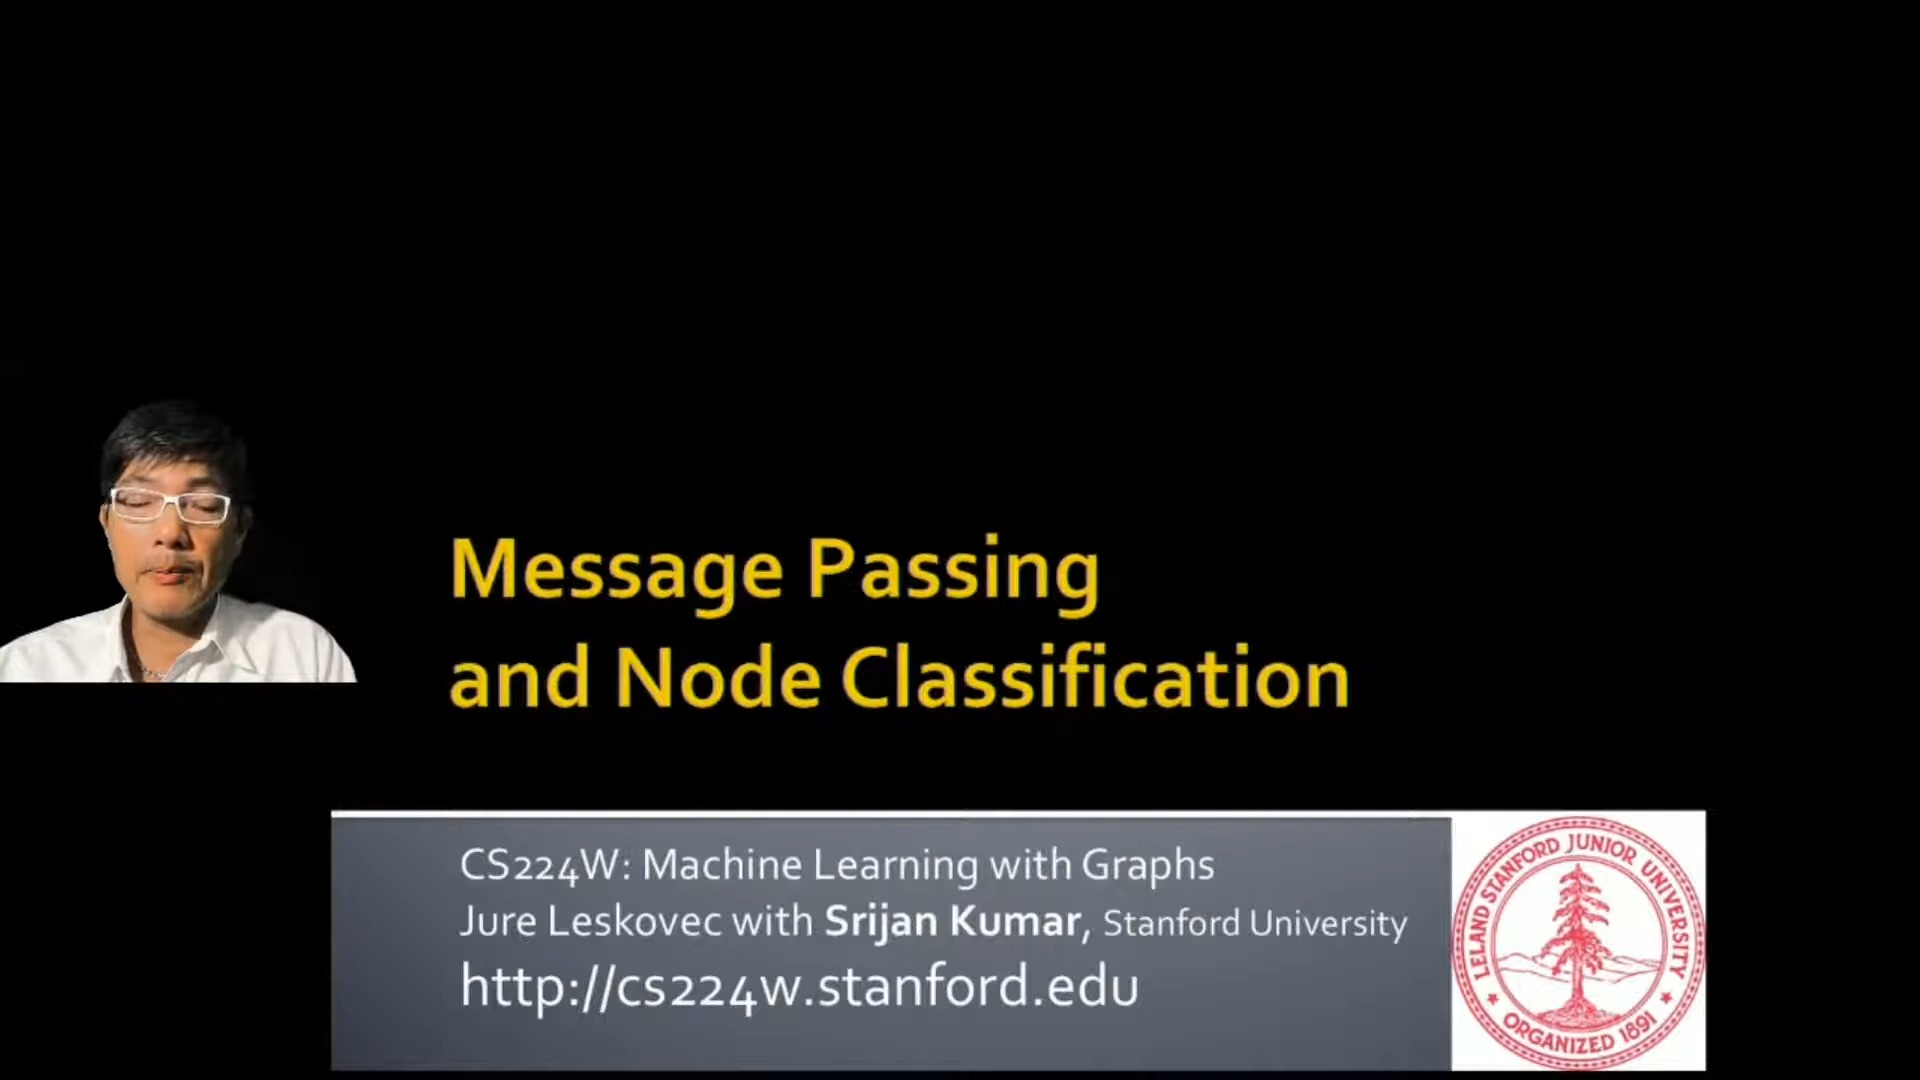 Message Passing
and Node Classification
CS224W: Machine Learning with Graphs
Jure Leskovec with Srijan Kumar, Stanford University
http://cs224w.stanford.edu
LELAND STANFORD JUNIOR UNIVERSITY
ORGANIZED 1891